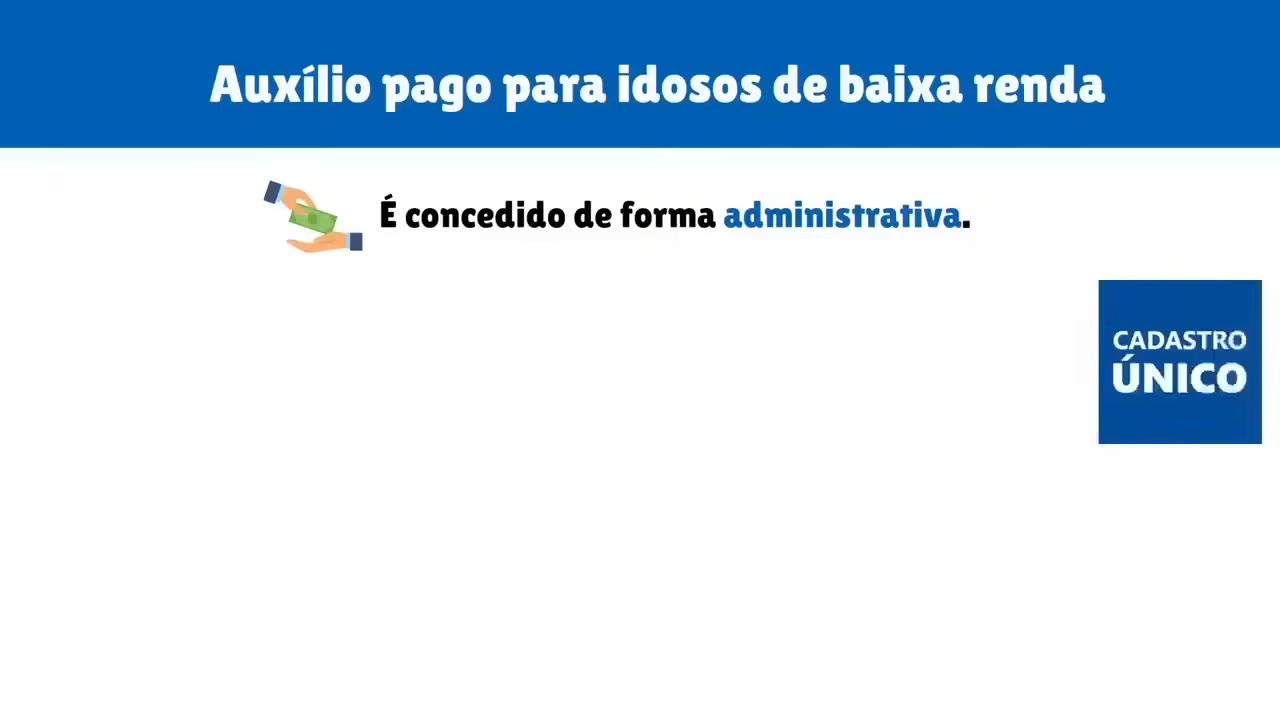 Auxílio pago para idosos de baixa renda
É concedido de forma administrativa.
CADASTRO
ÚNICO